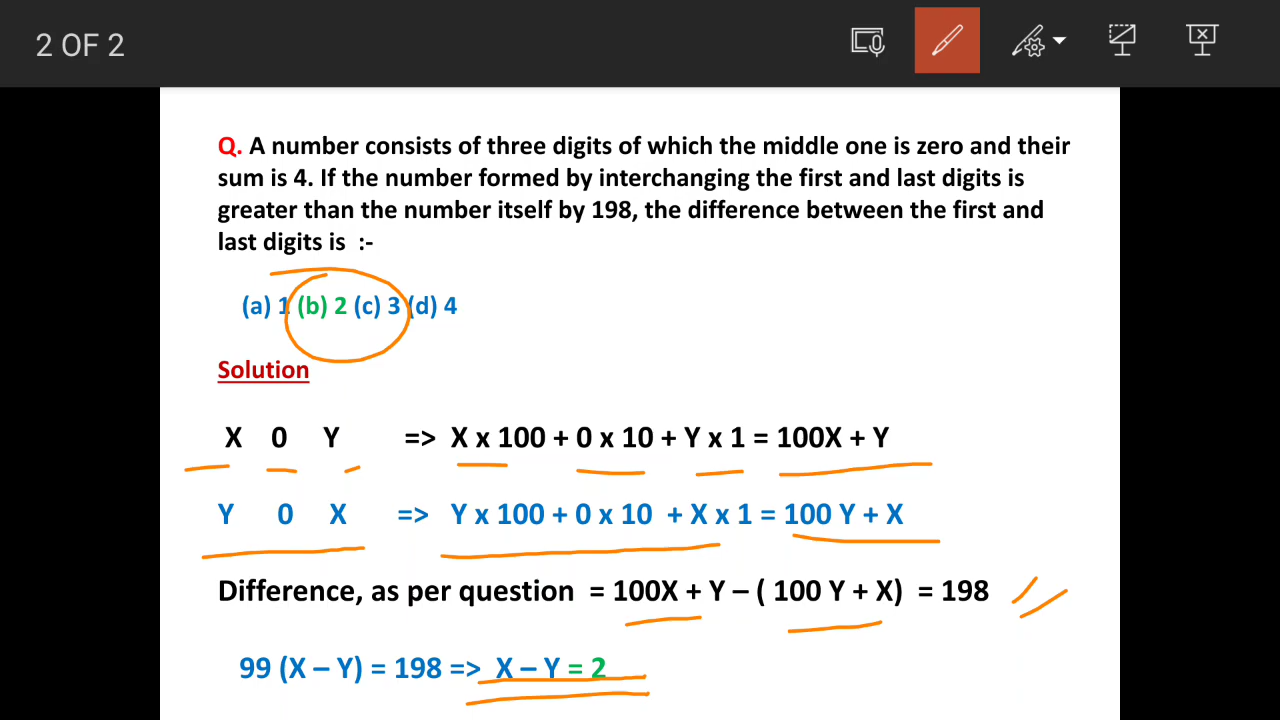 2 OF 2
Q. A number consists of three digits of which the middle one is zero and their
sum is 4. If the number formed by interchanging the first and last digits is
greater than the number itself by 198, the difference between the first and
last digits is :-
(a) 1 (b) 2 (c) 3 (d) 4
Solution
X 0 Y => X x 100 + 0 x 10 + Y x 1 = 100X + Y
Y 0 X => Y x 100 + 0 x 10 + X x 1 = 100 Y + X
Difference, as per question = 100X + Y – ( 100 Y + X) = 198
99 (X – Y) = 198 => X – Y = 2